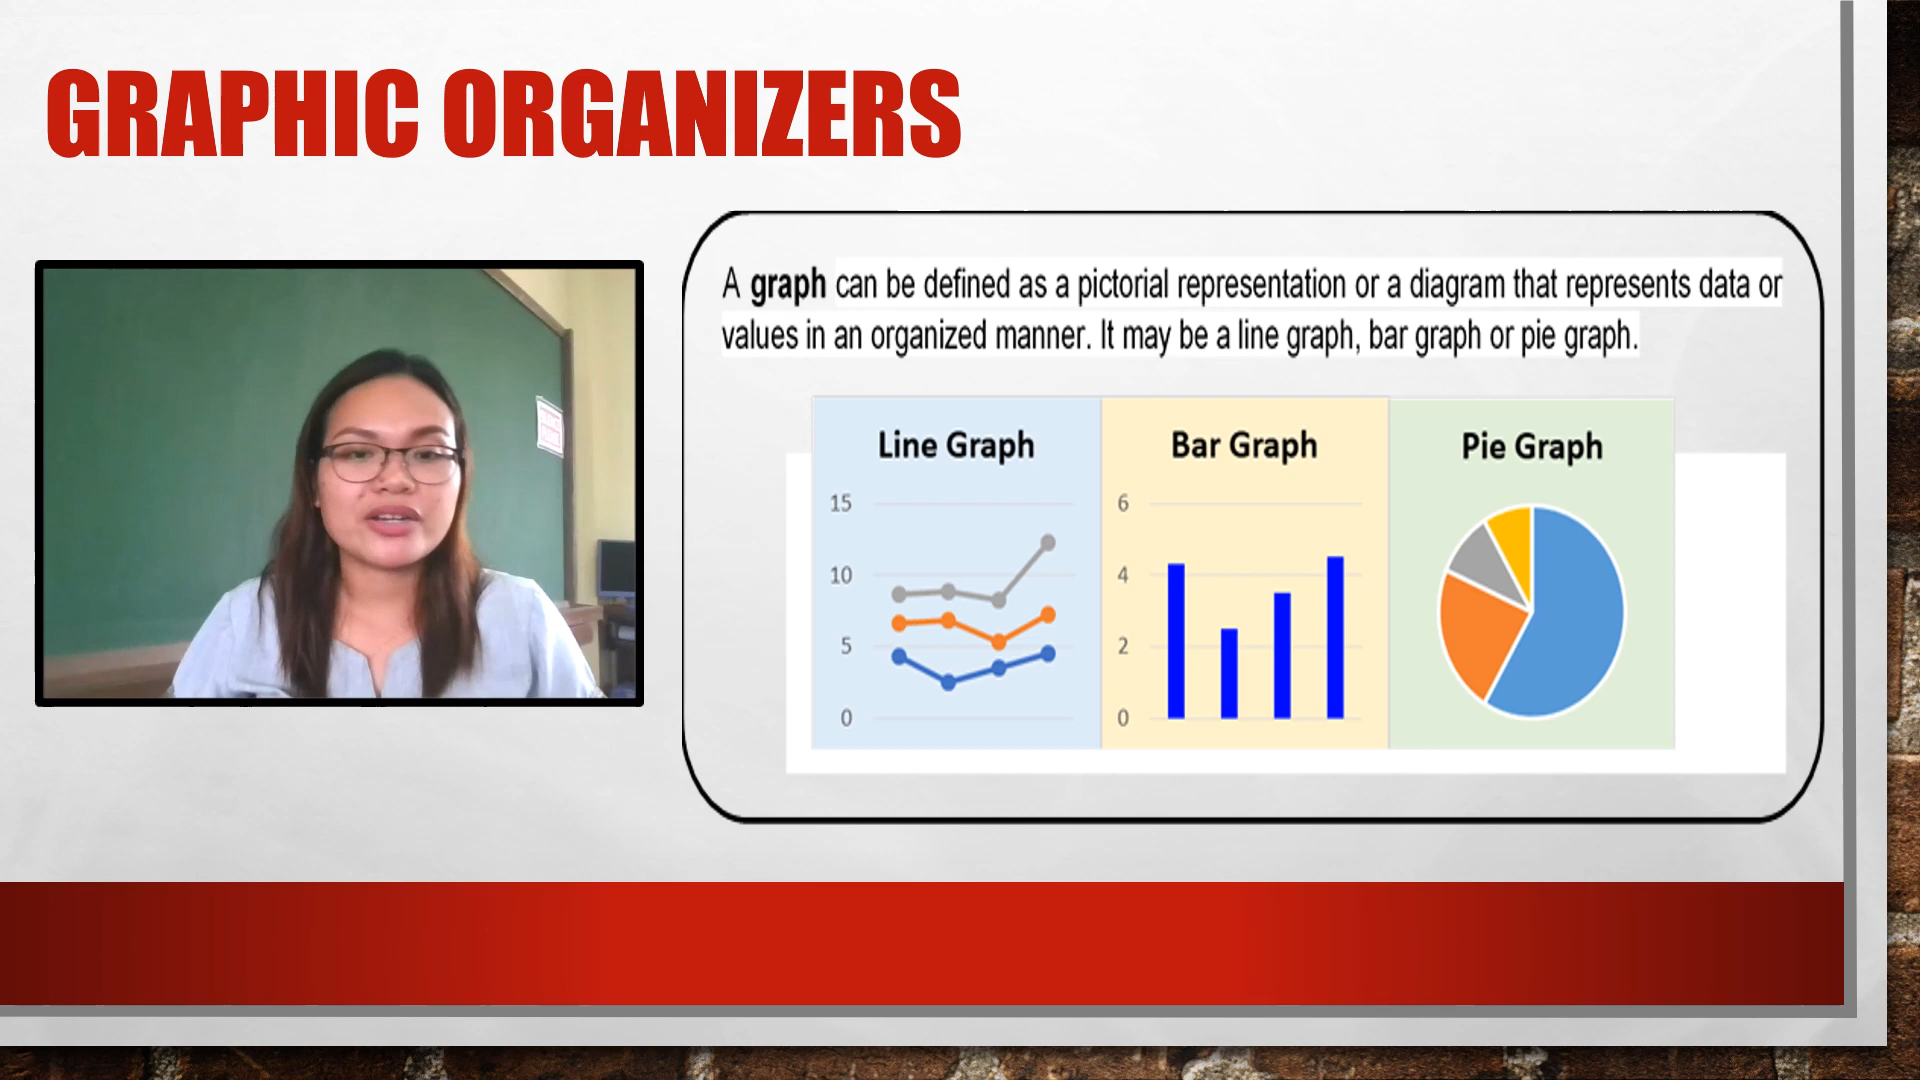 GRAPHIC ORGANIZERS
A graph can be defined as a pictorial representation or a diagram that represents data or
values in an organized manner. It may be a line graph, bar graph or pie graph.
Line Graph
15
10
5
0
Bar Graph
6
4
2
0
Pie Graph